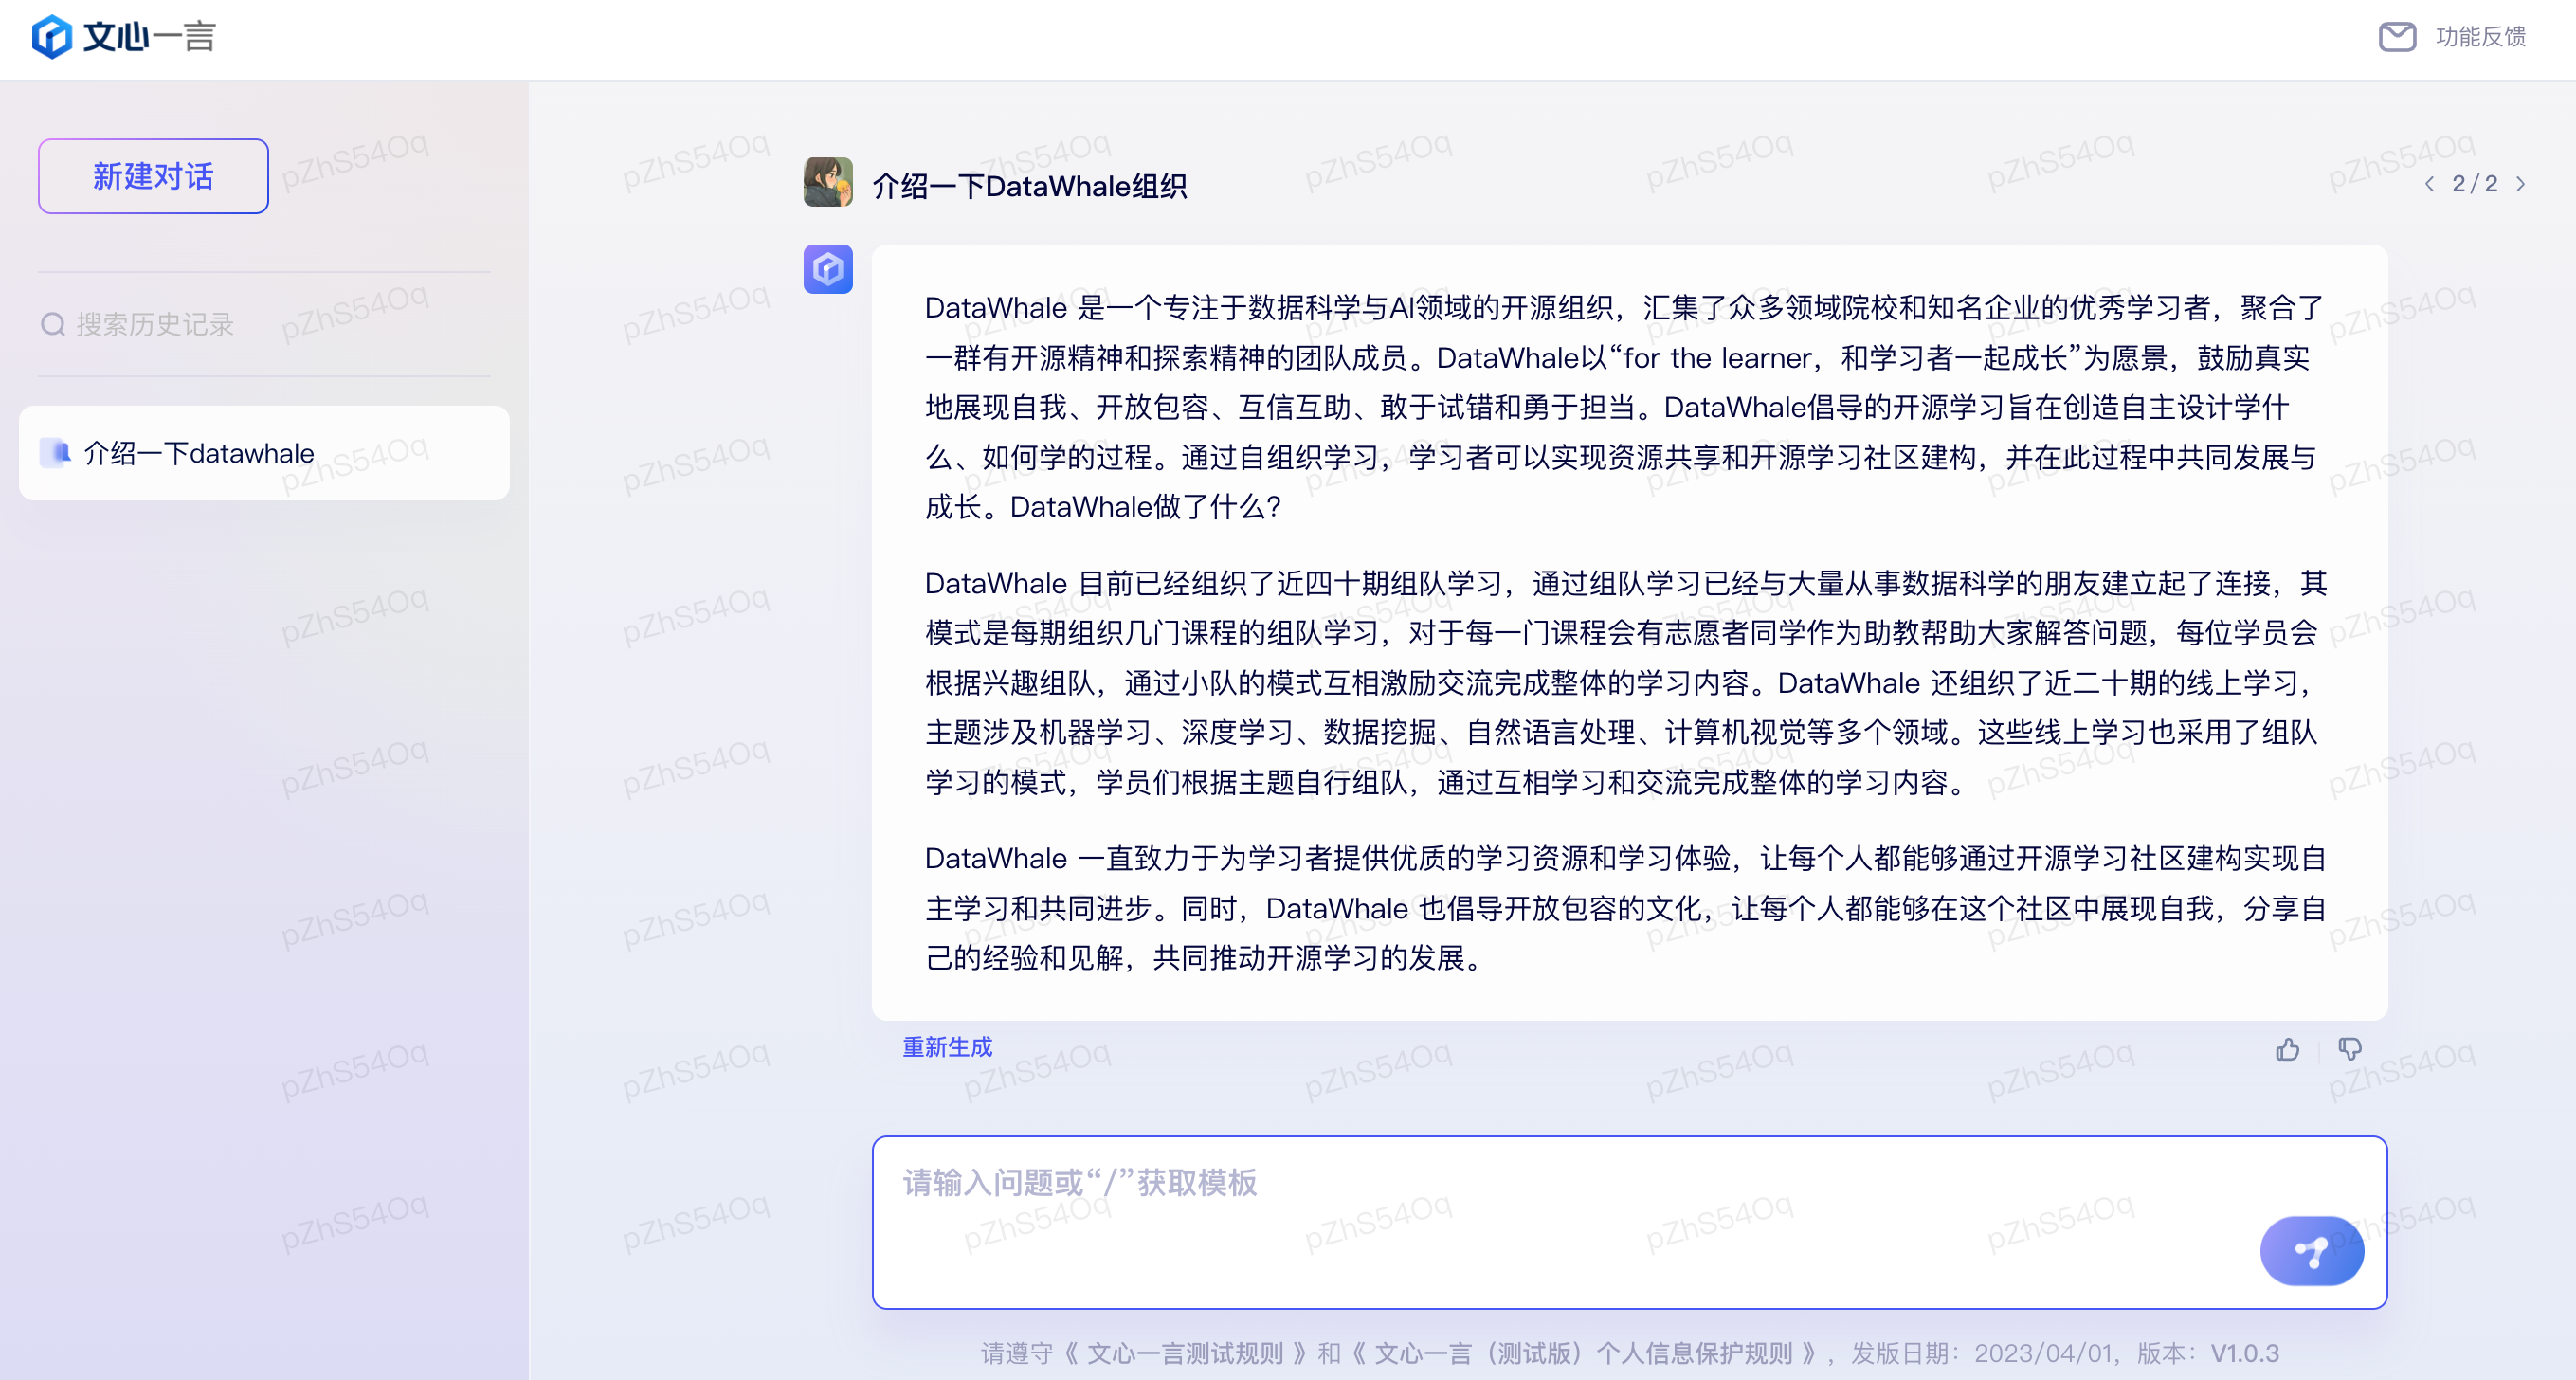 文心一言
功能反馈
新建对话
搜索历史记录
介绍一下datawhale
介绍一下DataWhale组织
2/2
DataWhale 是一个专注于数据科学与AI领域的开源组织，汇集了众多领域院校和知名企业的优秀学习者，聚合了
一群有开源精神和探索精神的团队成员。DataWhale以“for the learner，和学习者一起成长”为愿景，鼓励真实
地展现自我、开放包容、互信互助、敢于试错和勇于担当。DataWhale倡导的开源学习旨在创造自主设计学什
么、如何学的过程。通过自组织学习，学习者可以实现资源共享和开源学习社区建构，并在此过程中共同发展与
成长。DataWhale做了什么？
DataWhale 目前已经组织了近四十期组队学习，通过组队学习已经与大量从事数据科学的朋友建立起了连接，其
模式是每期组织几门课程的组队学习，对于每一门课程会有志愿者同学作为助教帮助大家解答问题，每位学员会
根据兴趣组队，通过小队的模式互相激励交流完成整体的学习内容。DataWhale 还组织了近二十期的线上学习，
主题涉及机器学习、深度学习、数据挖掘、自然语言处理、计算机视觉等多个领域。这些线上学习也采用了组队
学习的模式，学员们根据主题自行组队，通过互相学习和交流完成整体的学习内容。
DataWhale 一直致力于为学习者提供优质的学习资源和学习体验，让每个人都能够通过开源学习社区建构实现自
主学习和共同进步。同时，DataWhale 也倡导开放包容的文化，让每个人都能够在这个社区中展现自我，分享自
己的经验和见解，共同推动开源学习的发展。
重新生成
请输入问题或“/”获取模板
请遵守《 文心一言测试规则 》和《 文心一言（测试版）个人信息保护规则 》，发版日期：2023/04/01，版本：V1.0.3
pZhS54Oq